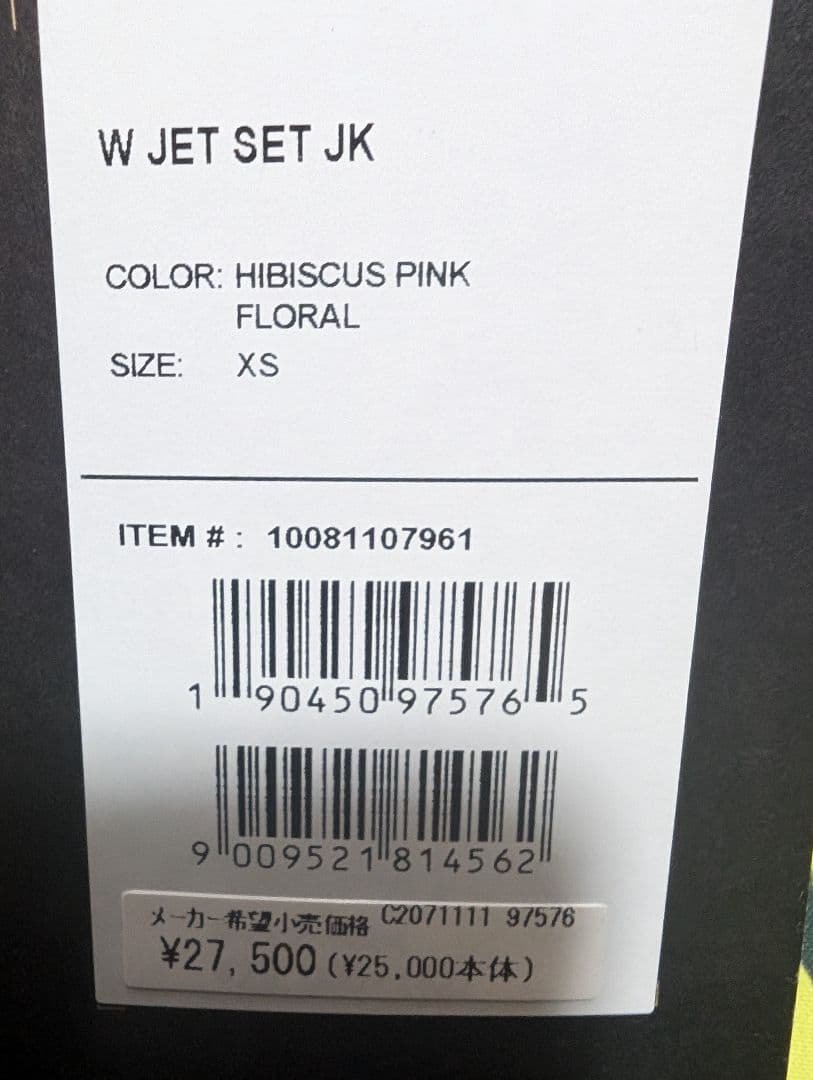 W JET SET JK
COLOR: HIBISCUS PINK
FLORAL
SIZE: XS
ITEM # : 10081107961
1 90450 97576 5
9 009521 814562
メーカー希望小売価格 C2071111 97576
¥27,500 (¥25,000本体)